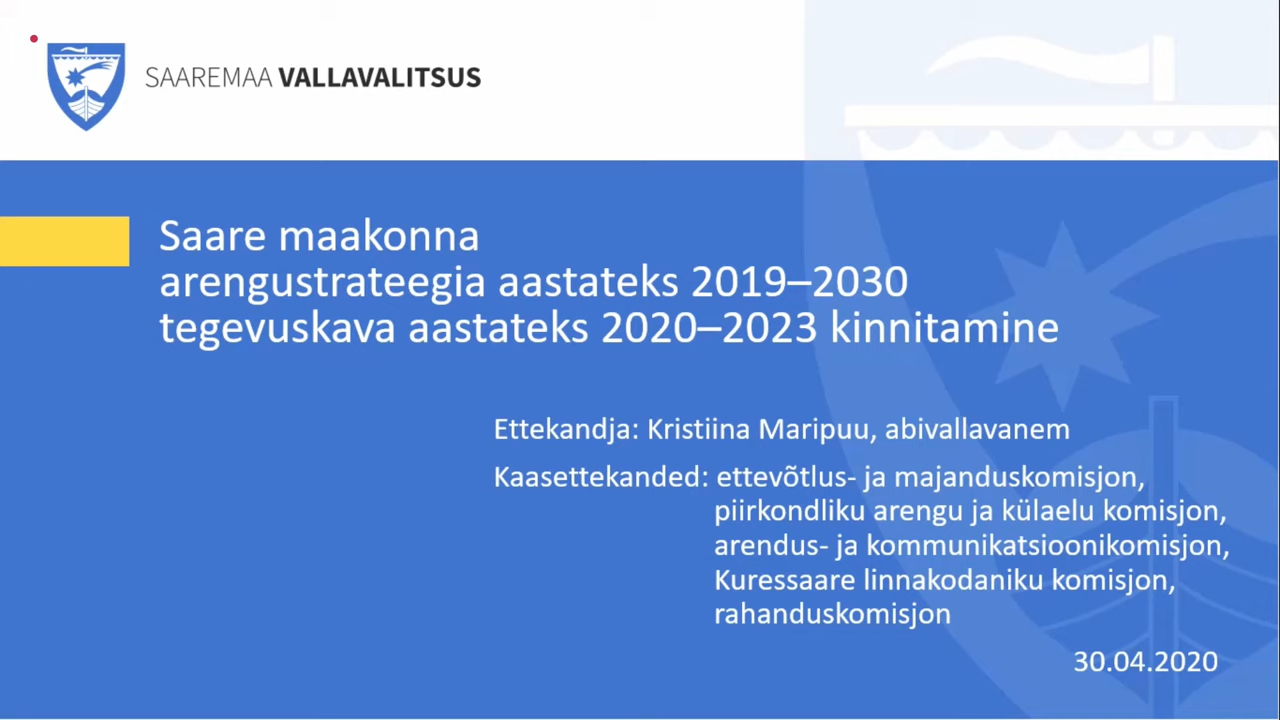 SAAREMAA VALLAVALITSUS
Saare maakonna
arengustrateegia aastateks 2019–2030
tegevuskava aastateks 2020–2023 kinnitamine
Ettekandja: Kristiina Maripuu, abivallavanem
Kaasettekanded: ettevõtlus- ja majanduskomisjon,
piirkondliku arengu ja külaelu komisjon,
arendus- ja kommunikatsioonikomisjon,
Kuressaare linnakodaniku komisjon,
rahanduskomisjon
30.04.2020